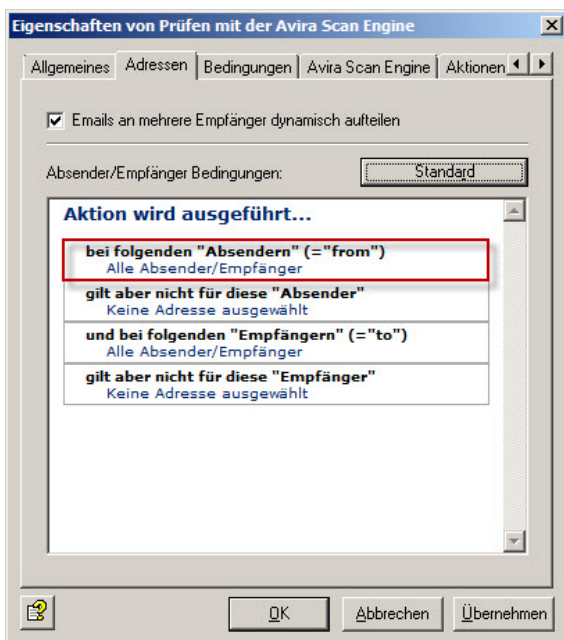 Eigenschaften von Prüfen mit der Avira Scan Engine
Allgemeines Adressen Bedingungen Avira Scan Engine Aktionen
Emails an mehrere Empfänger dynamisch aufteilen
Absender/Empfänger Bedingungen: Standard
Aktion wird ausgeführt...
bei folgenden "Absendern" (="from")
Alle Absender/Empfänger
gilt aber nicht für diese "Absender"
Keine Adresse ausgewählt
und bei folgenden "Empfängern" (="to")
Alle Absender/Empfänger
gilt aber nicht für diese "Empfänger"
Keine Adresse ausgewählt
OK Abbrechen Übernehmen